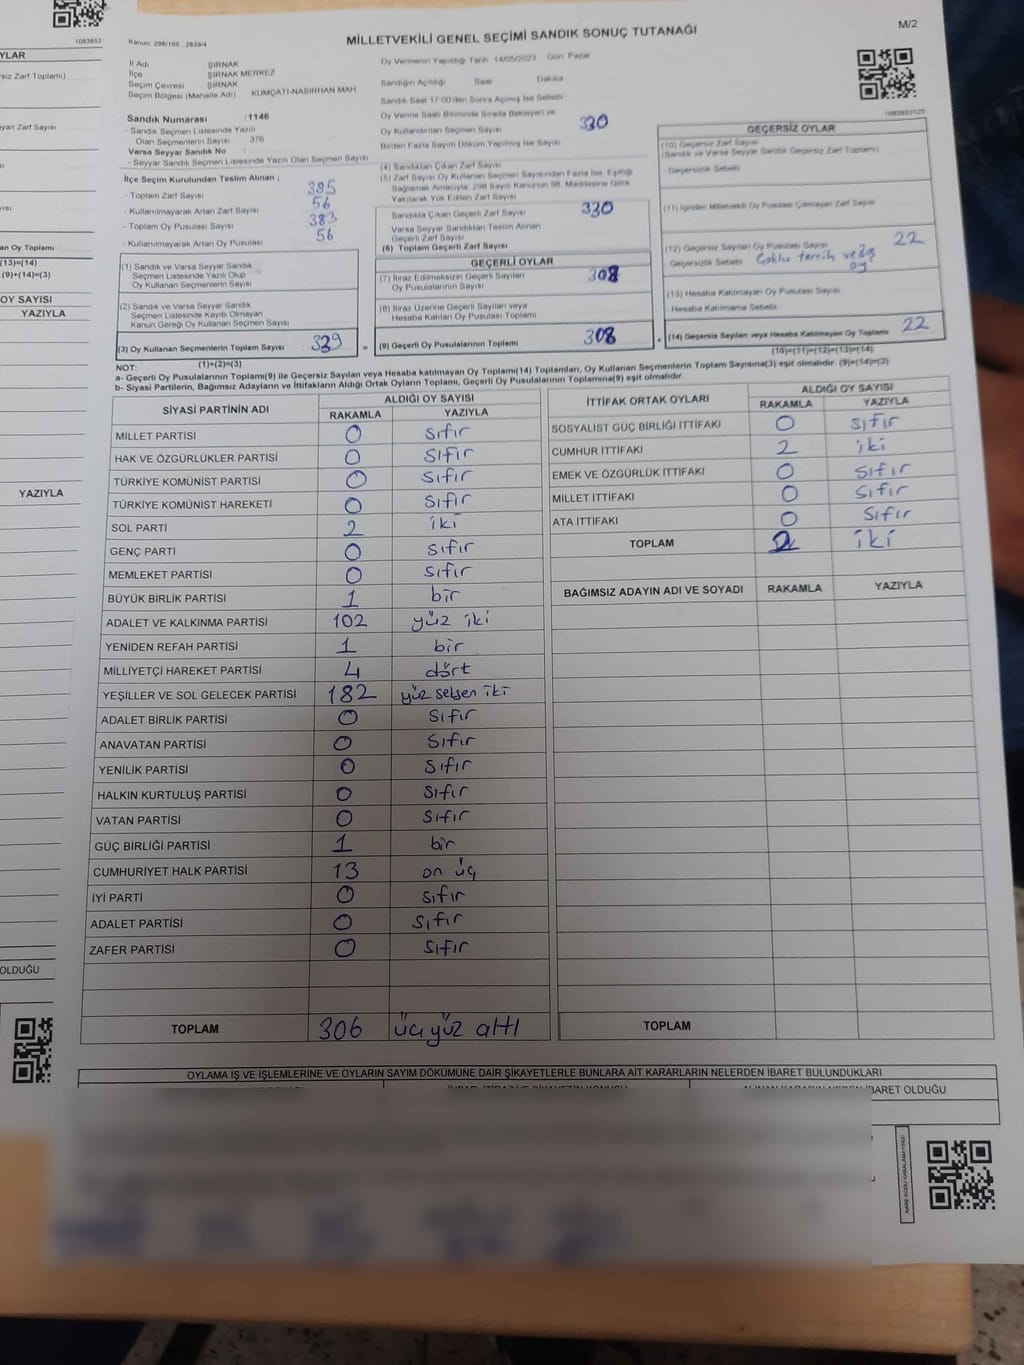 1083853
YLAR
OY SAYISI
YAZIYLA
YAZIYLA
OLDUĞU
M/2
Kanun: 298/105 ; 2839/4
MİLLETVEKİLİ GENEL SEÇİMİ SANDIK SONUÇ TUTANAĞI
İl Adı ŞIRNAK
İlçe ŞIRNAK MERKEZ
Seçim Çevresi ŞIRNAK
Seçim Bölgesi (Mahalle Adı) KUMÇATI-NASIRHAN MAH
Sandık Numarası :1146
- Sandık Seçmen Listesinde Yazılı
Olan Seçmenlerin Sayısı 376
Varsa Seyyar Sandık No :
- Seyyar Sandık Seçmen Listesinde Yazılı Olan Seçmen Sayısı
İlçe Seçim Kurulundan Teslim Alınan ;
- Toplam Zarf Sayısı 385
- Kullanılmayarak Artan Zarf Sayısı 56
- Toplam Oy Pusulası Sayısı 383
- Kullanılmayarak Artan Oy Pusulası 56
(1) Sandık ve Varsa Seyyar Sandık
Seçmen Listesinde Yazılı Olup
Oy Kullanan Seçmenlerin Sayısı
(2) Sandık ve Varsa Seyyar Sandık
Seçmen Listesinde Kayıtlı Olmayan
Kanun Gereği Oy Kullanan Seçmen Sayısı
(3) Oy Kullanan Seçmenlerin Toplam Sayısı =
(1)+(2)=(3)
Oy Vermenin Yapıldığı Tarih 14/05/2023 Gün: Pazar
Sandığın Açıldığı Saat Dakika
Sandık Saat 17:00'den Sonra Açılmış İse Sebebi
Oy Verme Saati Bitiminde Sırada Bekleyen ve
Oy Kullandırılan Seçmen Sayısı
Birden Fazla Sayım Döküm Yapılmış İse Sayısı
(4) Sandıktan Çıkan Zarf Sayısı
(5) Zarf Sayısı Oy Kullanan Seçmen Sayısından Fazla İse, Eşitliği
Sağlamak Amacıyla, 298 Sayılı Kanunun 98. Maddesine Göre
Yakılarak Yok Edilen Zarf Sayısı
Sandıkta Çıkan Geçerli Zarf Sayısı 330
Varsa Seyyar Sandıktan Teslim Alınan
Geçerli Zarf Sayısı
(6) Toplam Geçerli Zarf Sayısı
GEÇERLİ OYLAR
(7) İtiraz Edilmeksizin Geçerli Sayılan
Oy Pusulasının Sayısı 308
(8) İtiraz Üzerine Geçerli Sayılan veya
Hesaba Katılan Oy Pusulası Toplamı
(9) Geçerli Oy Pusulalarının Toplamı 308
1083853123
GEÇERSİZ OYLAR
(10) Geçersiz Zarf Sayısı
(Sandık ve Varsa Seyyar Sandık Geçersiz Zarf Toplamı)
- Geçersizlik Sebebi
(11) İçinden Milletvekili Oy Pusulası Çıkmayan Zarf Sayısı
(12) Geçersiz Sayılan Oy Pusulası Sayısı 22
- Geçersizlik Sebebi
(13) Hesaba Katılmayan Oy Pusulası Sayısı
- Hesaba Katılmama Sebebi
(14) Geçersiz Sayılan veya Hesaba Katılmayan Oy Toplamı 22
(10)+(11)+(12)+(13)=(14)
NOT:
a- Geçerli Oy Pusulalarının Toplamı(9) ile Geçersiz Sayılan veya Hesaba katılmayan Oy Toplamı(14) Toplamları, Oy Kullanan Seçmenlerin Toplam Sayısına(3) eşit olmalıdır. (9)+(14)=(3)
b- Siyasi Partilerin, Bağımsız Adayların ve İttifakların Aldığı Ortak Oyların Toplamı, Geçerli Oy Pusulalarının Toplamına(9) eşit olmalıdır.
SİYASİ PARTİNİN ADI ALDIĞI OY SAYISI
RAKAMLA YAZIYLA
MİLLET PARTİSİ 0 sıfır
HAK VE ÖZGÜRLÜKLER PARTİSİ 0 sıfır
TÜRKİYE KOMÜNİST PARTİSİ 0 sıfır
TÜRKİYE KOMÜNİST HAREKETİ 0 sıfır
SOL PARTİ 2 iki
GENÇ PARTİ 0 sıfır
MEMLEKET PARTİSİ 0 sıfır
BÜYÜK BİRLİK PARTİSİ 1 bir
ADALET VE KALKINMA PARTİSİ 102 yüz iki
YENİDEN REFAH PARTİSİ 1 bir
MİLLİYETÇİ HAREKET PARTİSİ 4 dört
YEŞİLLER VE SOL GELECEK PARTİSİ 182 yüz seksen iki
ADALET BİRLİK PARTİSİ 0 sıfır
ANAVATAN PARTİSİ 0 sıfır
YENİLİK PARTİSİ 0 sıfır
HALKIN KURTULUŞ PARTİSİ 0 sıfır
VATAN PARTİSİ 0 sıfır
GÜÇ BİRLİĞİ PARTİSİ 1 bir
CUMHURİYET HALK PARTİSİ 13 on üç
İYİ PARTİ 0 sıfır
ADALET PARTİSİ 0 sıfır
ZAFER PARTİSİ 0 sıfır
TOPLAM 306 üç yüz altı
İTTİFAK ORTAK OYLARI ALDIĞI OY SAYISI
RAKAMLA YAZIYLA
SOSYALİST GÜÇ BİRLİĞİ İTTİFAKI 0 sıfır
CUMHUR İTTİFAKI 2 iki
EMEK VE ÖZGÜRLÜK İTTİFAKI 0 sıfır
MİLLET İTTİFAKI 0 sıfır
ATA İTTİFAKI 0 sıfır
TOPLAM 2 iki
BAĞIMSIZ ADAYIN ADI VE SOYADI RAKAMLA YAZIYLA
TOPLAM
OYLAMA İŞ VE İŞLEMLERİNE VE OYLARIN SAYIM DÖKÜMÜNE DAİR ŞİKAYETLERLE BUNLARA AİT KARARLARIN NELERDEN İBARET BULUNDUKLARI